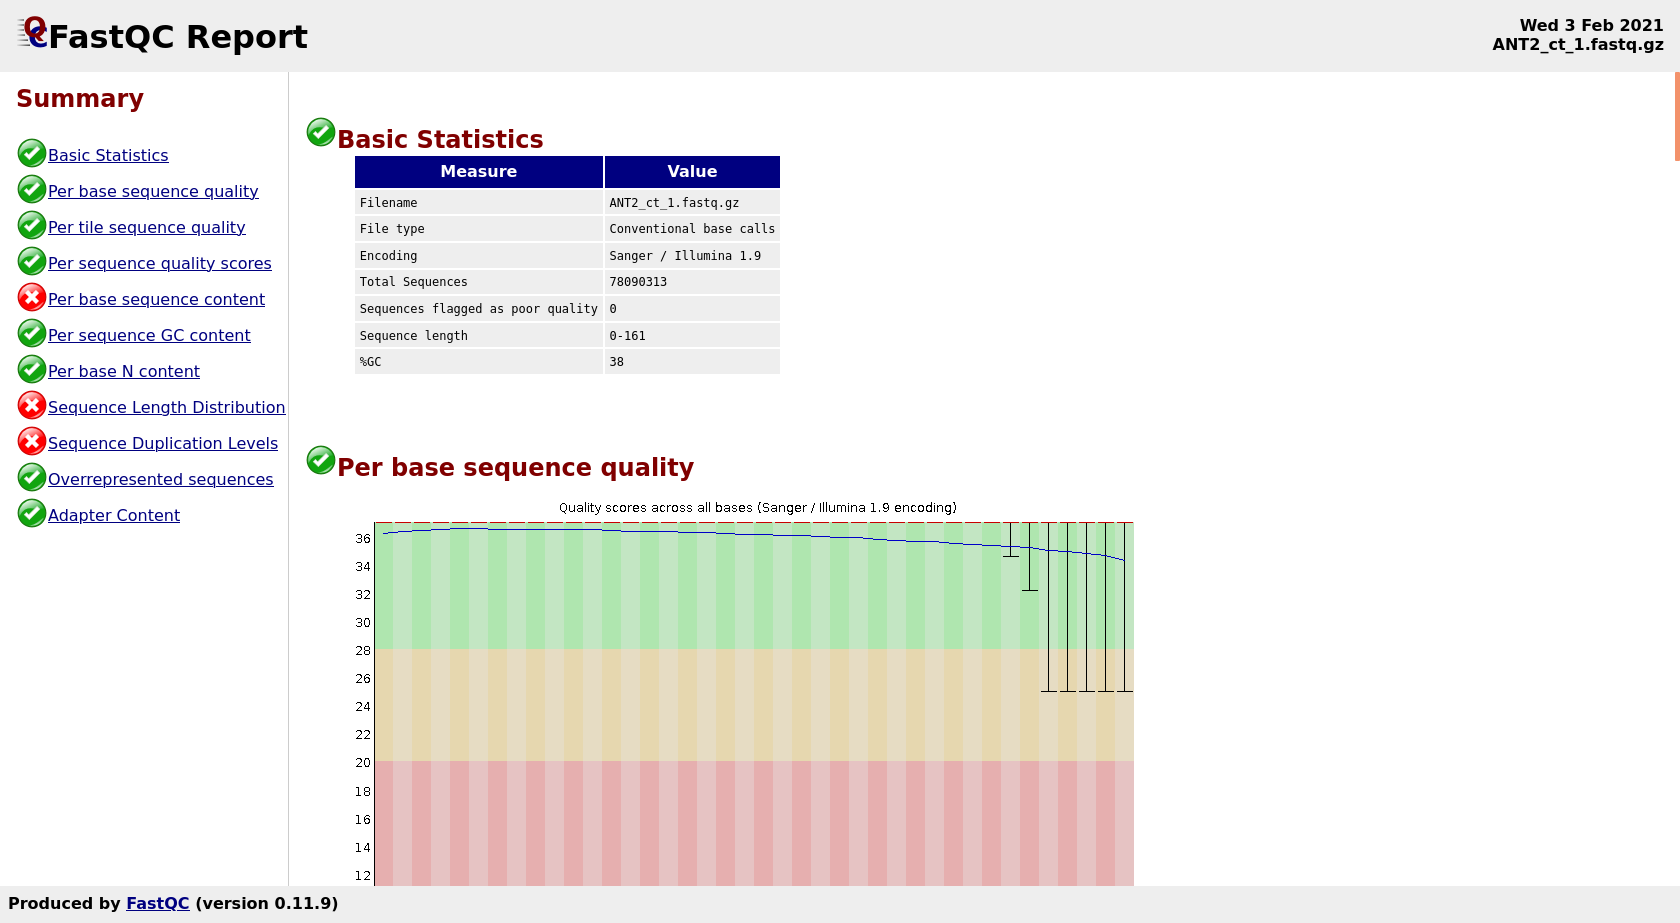 FastQC Report
Wed 3 Feb 2021
ANT2_ct_1.fastq.gz
Summary
Basic Statistics
Per base sequence quality
Per tile sequence quality
Per sequence quality scores
Per base sequence content
Per sequence GC content
Per base N content
Sequence Length Distribution
Sequence Duplication Levels
Overrepresented sequences
Adapter Content
Basic Statistics
Measure Value
Filename ANT2_ct_1.fastq.gz
File type Conventional base calls
Encoding Sanger / Illumina 1.9
Total Sequences 78090313
Sequences flagged as poor quality 0
Sequence length 0-161
%GC 38
Per base sequence quality
Quality scores across all bases (Sanger / Illumina 1.9 encoding)
36
34
32
30
28
26
24
22
20
18
16
14
12
Produced by FastQC (version 0.11.9)